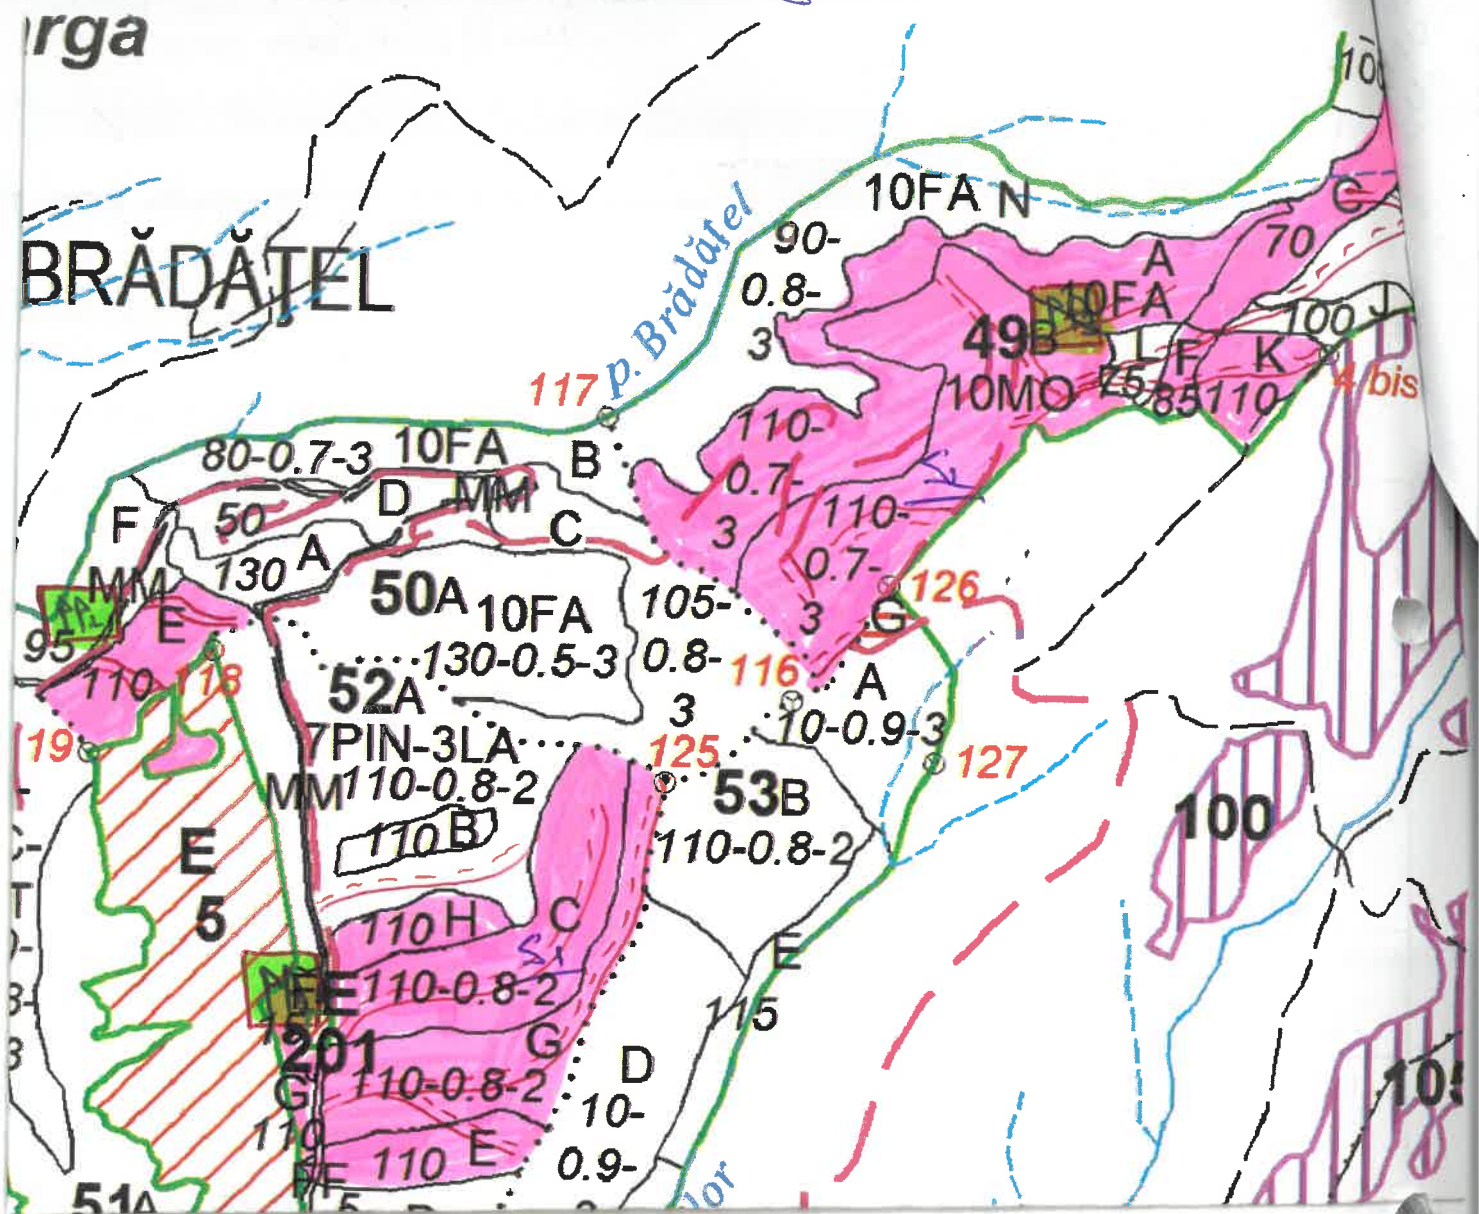 rga
BRĂDĂȚEL
p. Brădățel
10FA N
90-
0.8-
3
C
70
A
10FA
49B
10MO
L
75
F
85
K
110
100
J
4 bis
117
80-0.7-3
10FA
B
110-
0.7-
3
110-
0.7-
3
F
50
D
MM
C
A
130
MM
E
95
110
118
19
50A
10FA
130-0.5-3
105-
0.8-
3
116
G
126
A
10-0.9-3
127
52A
7PIN-3LA
110-0.8-2
MM
110 B
125
53B
110-0.8-2
E
5
110 H
C
S1
110-0.8-2
E
115
201
G
110-0.8-2
G
110
110 E
D
10-
0.9-
51A
lor
100